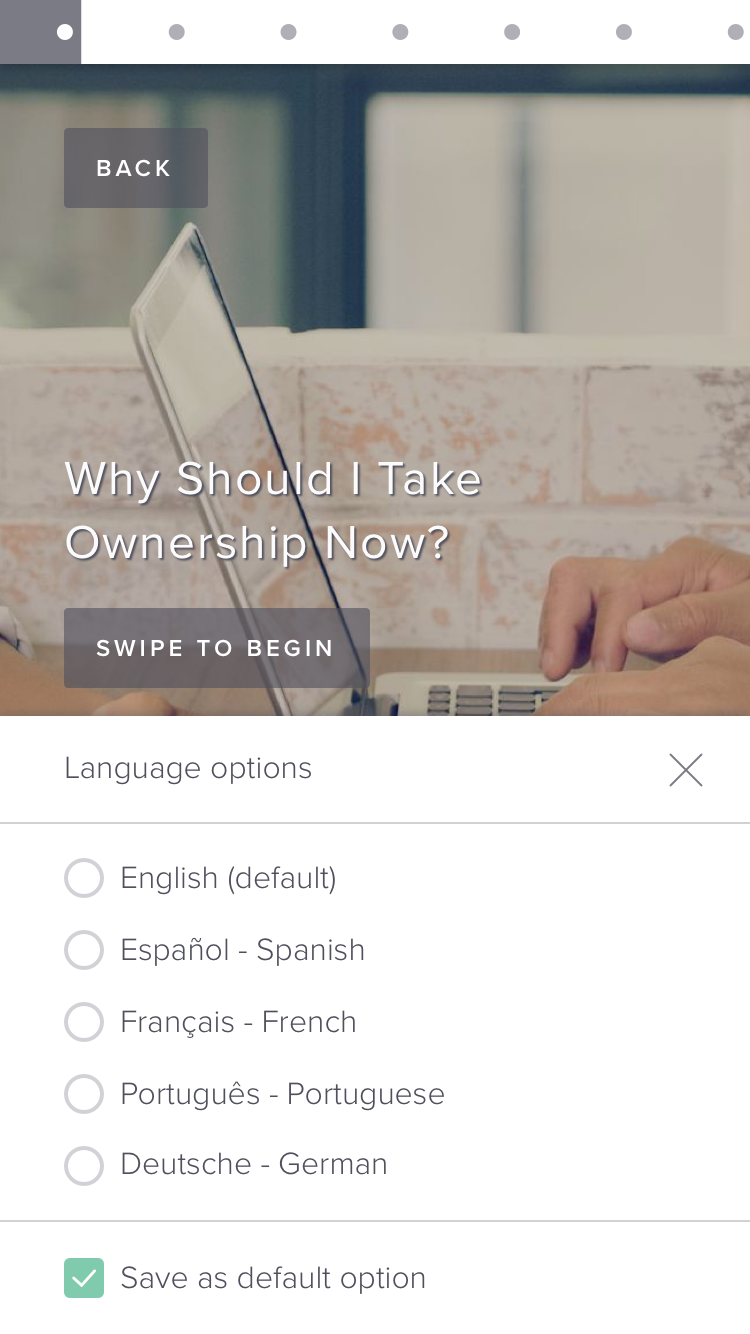 BACK
Why Should I Take
Ownership Now?
SWIPE TO BEGIN
Language options
English (default)
Español - Spanish
Français - French
Português - Portuguese
Deutsche - German
Save as default option